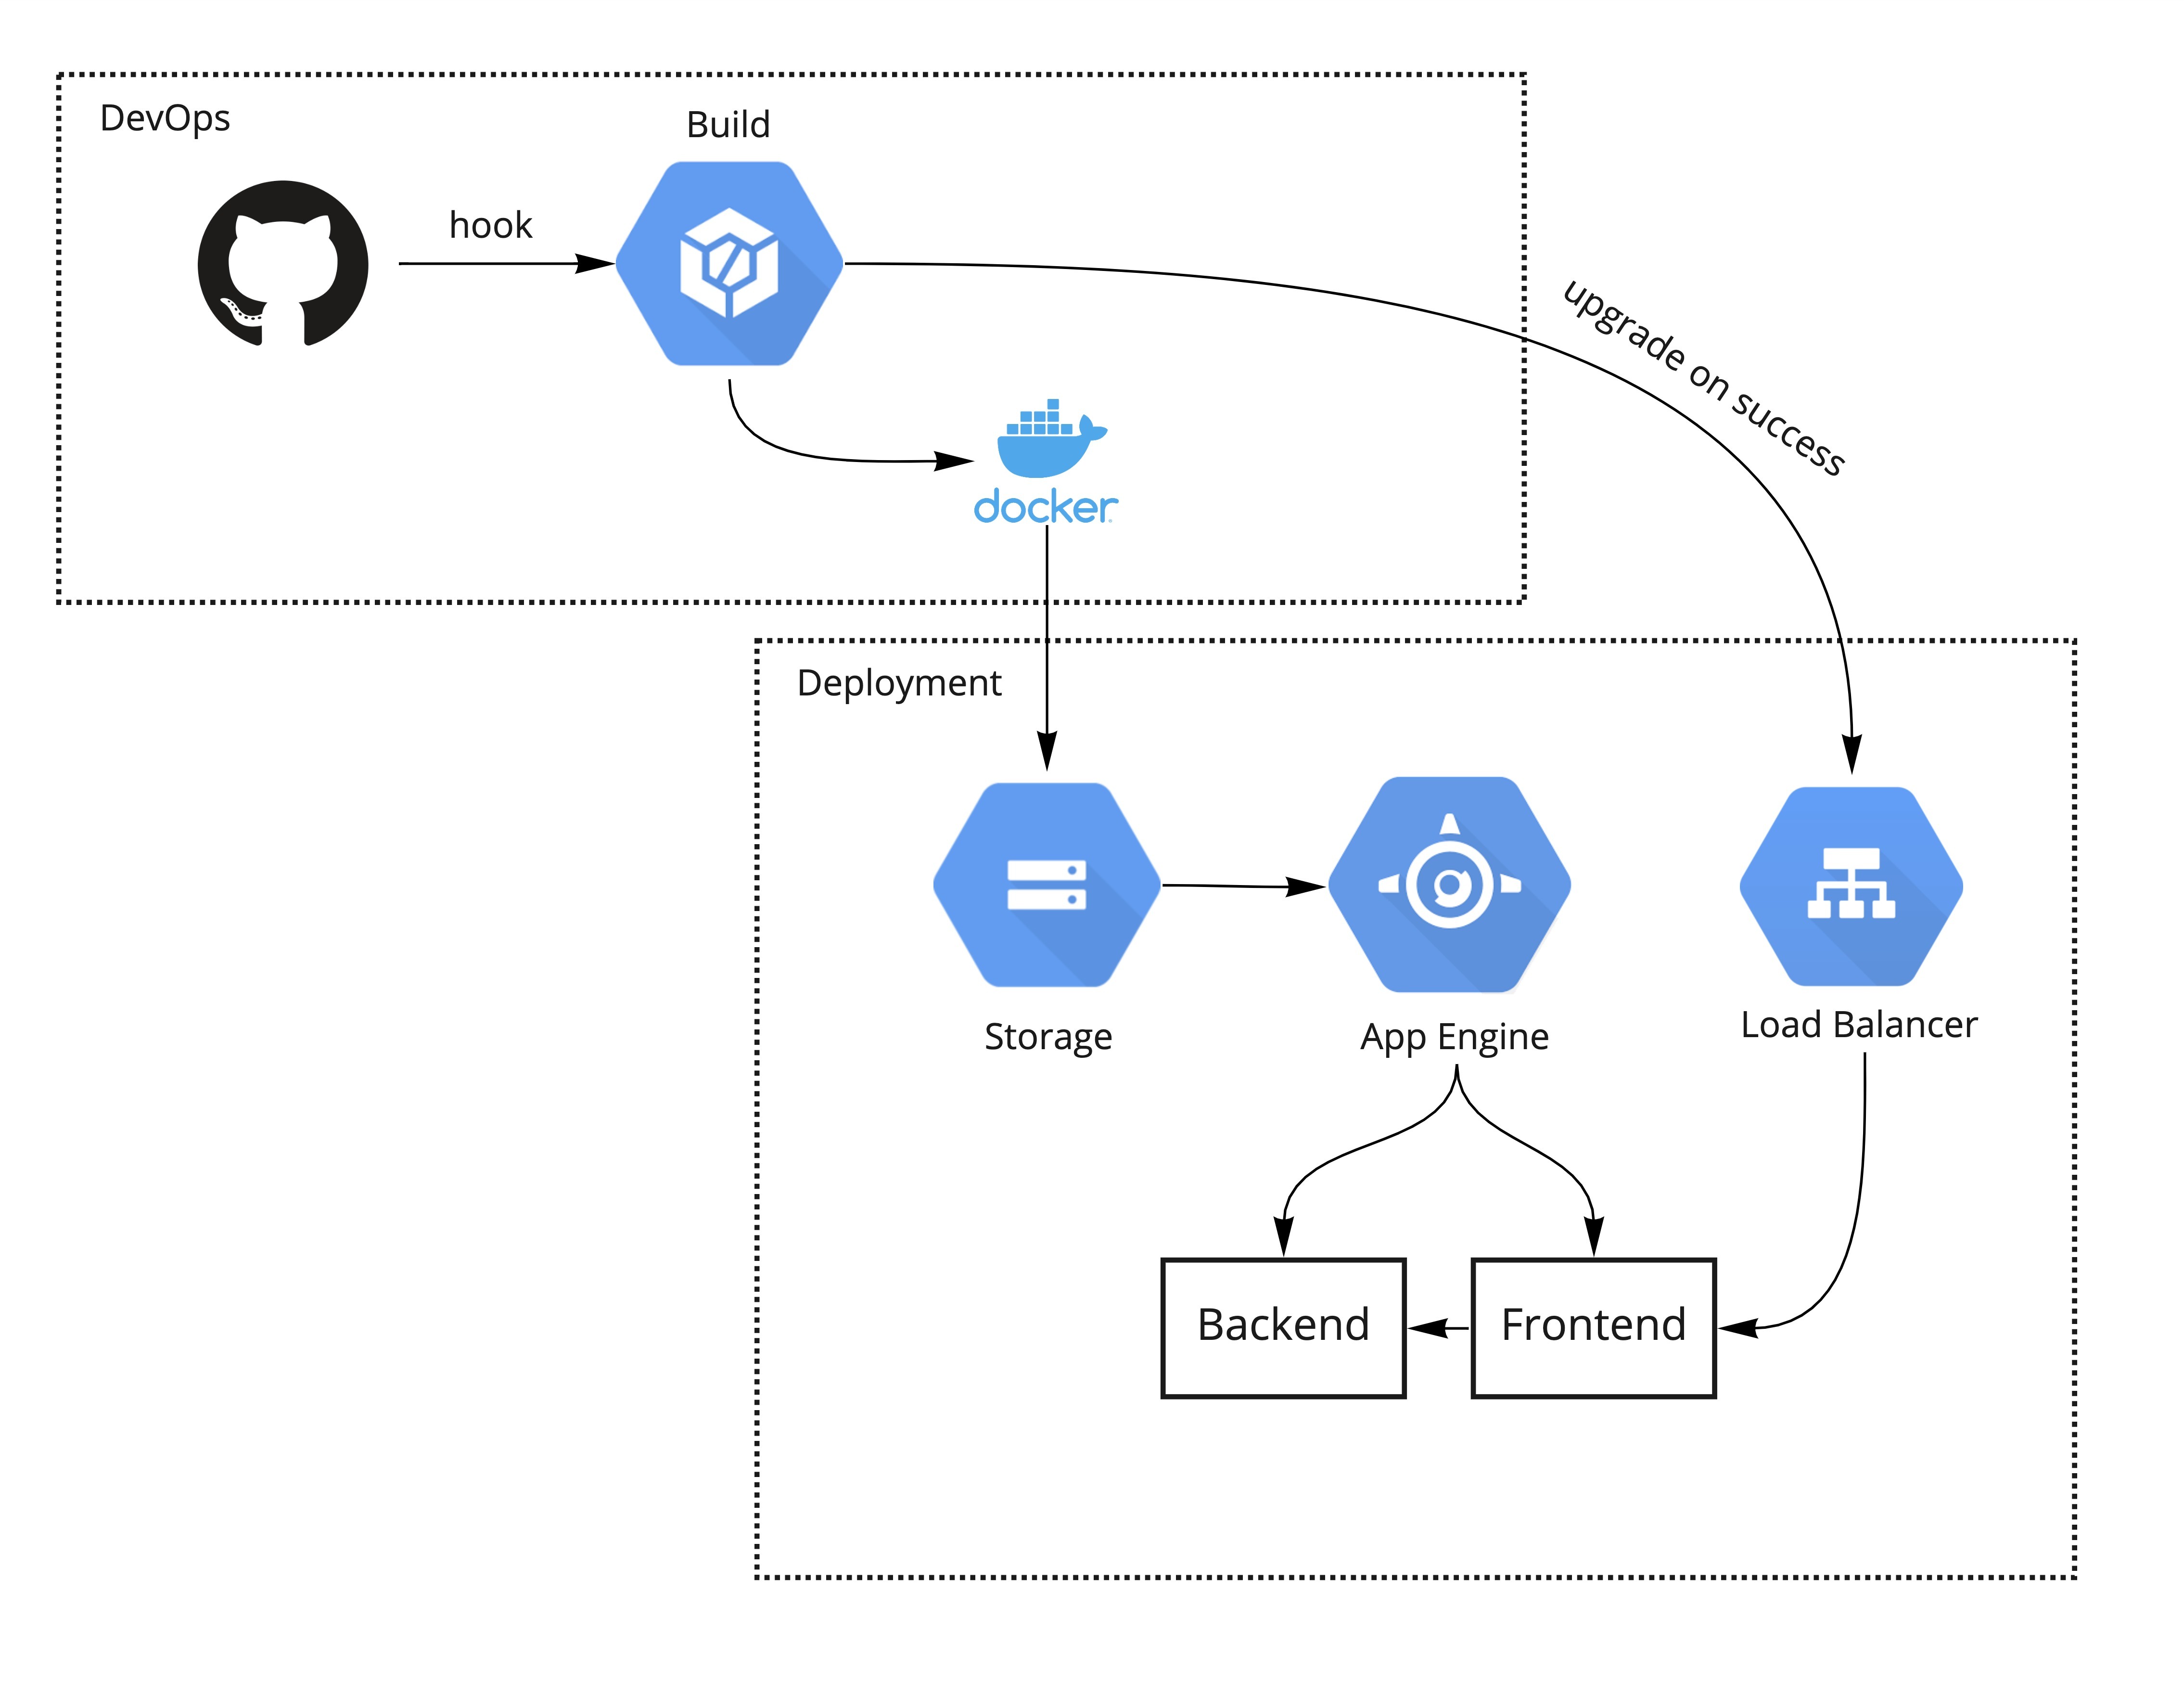 DevOps
Build
hook
upgrade on success
docker
Deployment
Storage
App Engine
Load Balancer
Backend
Frontend